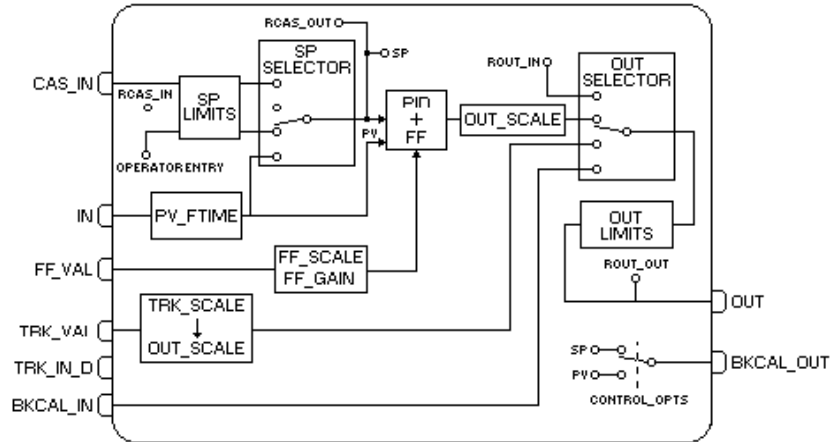 RCAS_OUT
SP
SP
SELECTOR
ROUT_IN
OUT
SELECTOR
CAS_IN
RCAS_IN
SP
LIMITS
PID
+
FF
OUT_SCALE
PV
OPERATOR ENTRY
IN
PV_FTIME
OUT
LIMITS
FF_VAL
FF_SCALE
FF_GAIN
ROUT_OUT
OUT
TRK_VAL
TRK_SCALE
OUT_SCALE
TRK_IN_D
SP
PV
BKCAL_OUT
CONTROL_OPTS
BKCAL_IN